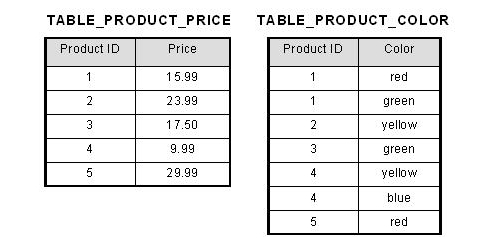 TABLE_PRODUCT_PRICE
Product ID Price
1 15.99
2 23.99
3 17.50
4 9.99
5 29.99
TABLE_PRODUCT_COLOR
Product ID Color
1 red
1 green
2 yellow
3 green
4 yellow
4 blue
5 red